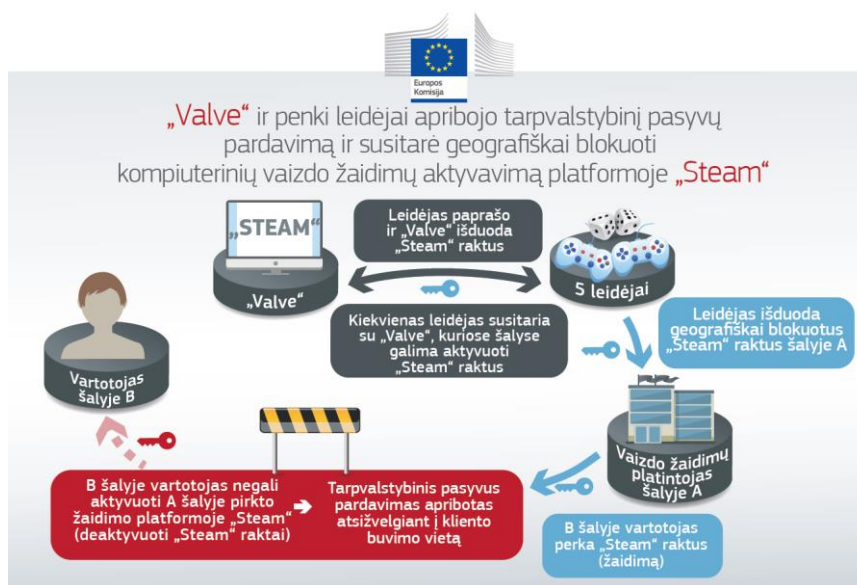 Europos
Komisija
„Valve“ ir penki leidėjai apribojo tarpvalstybinį pasyvų
pardavimą ir susitarė geografiškai blokuoti
kompiuterinių vaizdo žaidimų aktyvavimą platformoje „Steam“
„STEAM“
„Valve“
Leidėjas paprašo
ir „Valve“ išduoda
„Steam“ raktus
5 leidėjai
Kiekvienas leidėjas susitaria
su „Valve“, kuriose šalyse
galima aktyvuoti
„Steam“ raktus
Leidėjas išduoda
geografiškai blokuotus
„Steam“ raktus šalyje A
Vartotojas
šalyje B
Vaizdo žaidimų
platintojas
šalyje A
B šalyje vartotojas negali
aktyvuoti A šalyje pirkto
žaidimo platformoje „Steam“
(deaktyvuoti „Steam“ raktai)
Tarpvalstybinis pasyvus
pardavimas apribotas
atsižvelgiant į kliento
buvimo vietą
B šalyje vartotojas
perka „Steam“ raktus
(žaidimą)